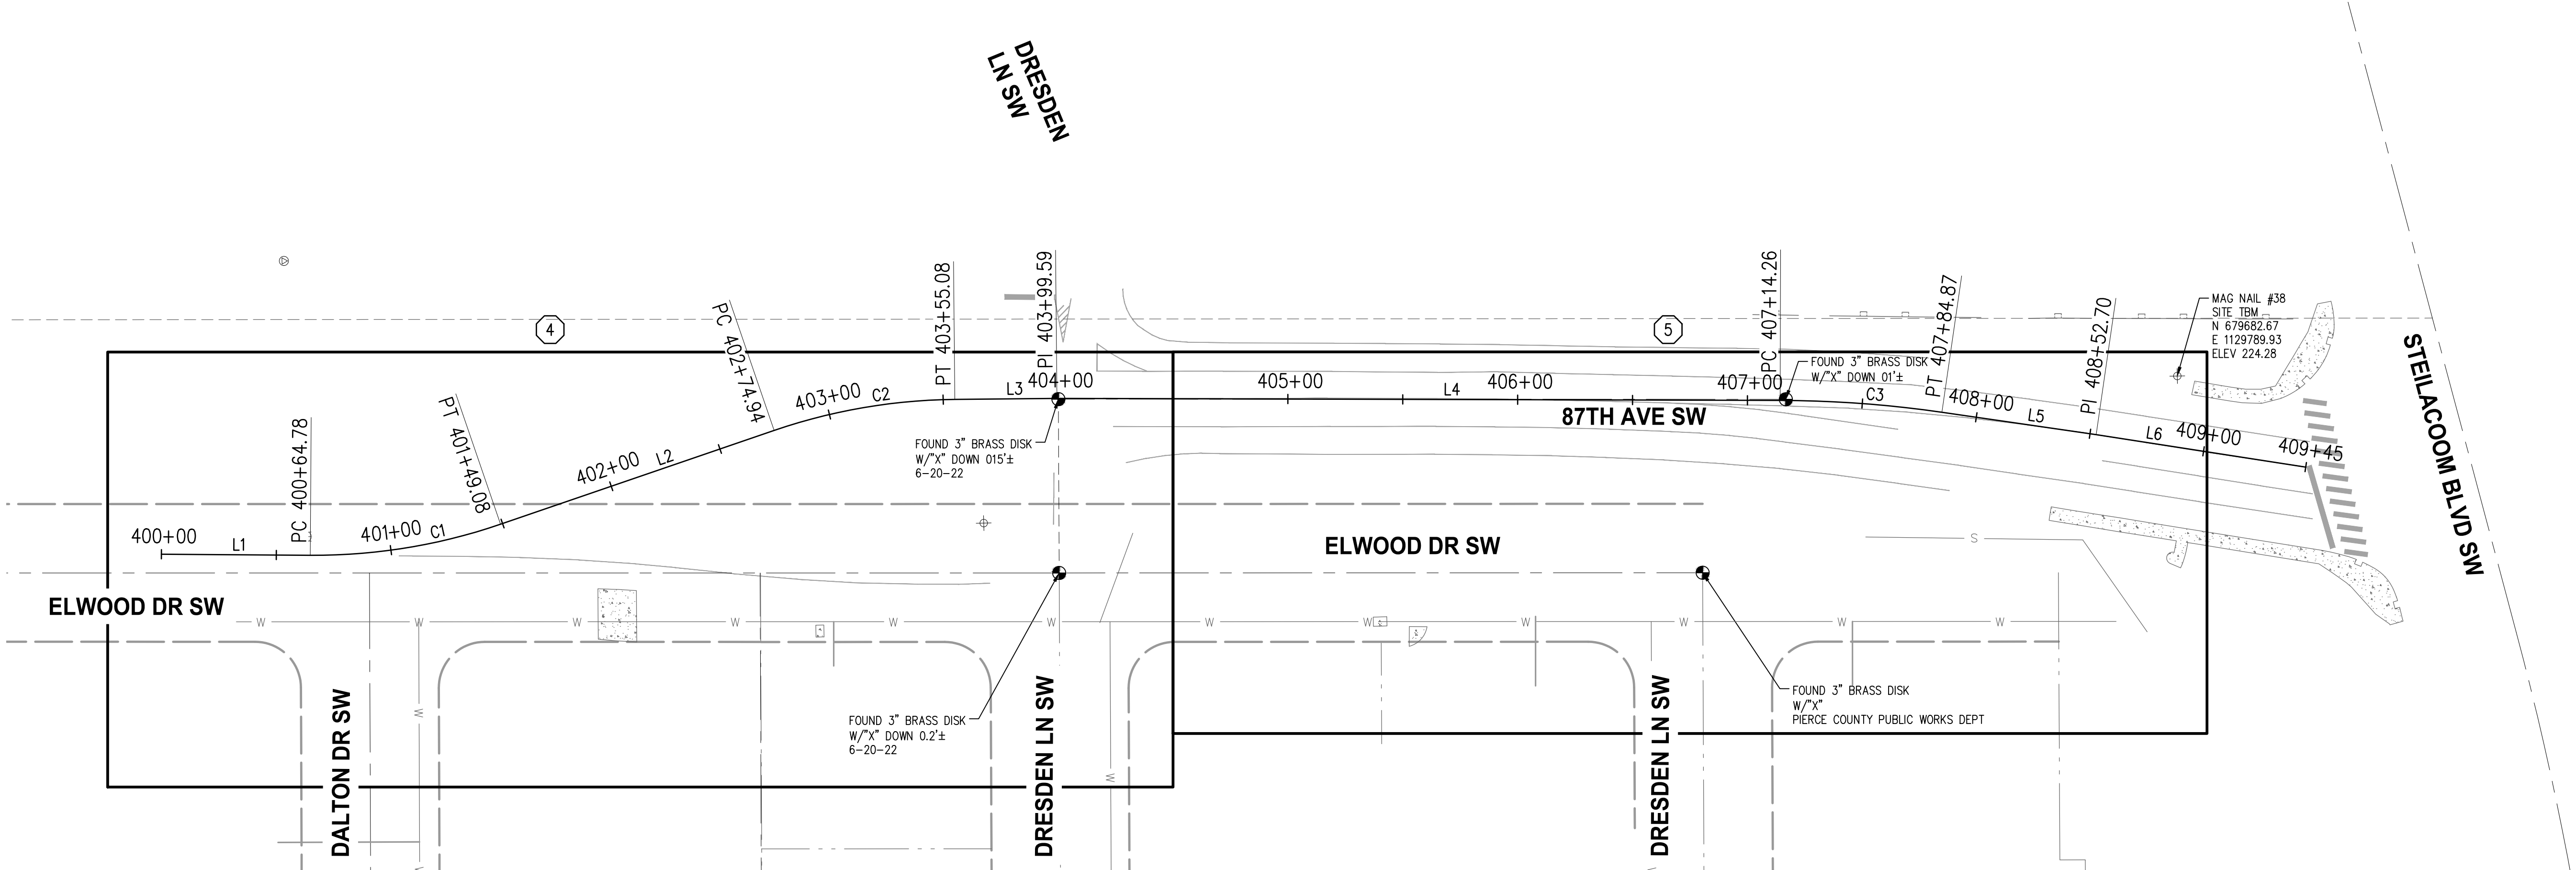 DRESDEN
LN SW
4
5
PC 400+64.78
PT 401+49.08
PC 402+74.94
PT 403+55.08
PI 403+99.59
PC 407+14.26
PT 407+84.87
PI 408+52.70
MAG NAIL #38
SITE TBM
N 679682.67
E 1129789.93
ELEV 224.28
FOUND 3" BRASS DISK
W/"X" DOWN 01'±
400+00
L1
401+00
C1
402+00
L2
403+00
C2
L3
404+00
405+00
L4
406+00
407+00
C3
408+00
L5
L6
409+00
409+45
87TH AVE SW
FOUND 3" BRASS DISK
W/"X" DOWN 015'±
6-20-22
STEILACOOM BLVD SW
ELWOOD DR SW
S
ELWOOD DR SW
W W W W W W W W W W W W
W
W
FOUND 3" BRASS DISK
W/"X" DOWN 0.2'±
6-20-22
FOUND 3" BRASS DISK
W/"X"
PIERCE COUNTY PUBLIC WORKS DEPT
DALTON DR SW
DRESDEN LN SW
DRESDEN LN SW